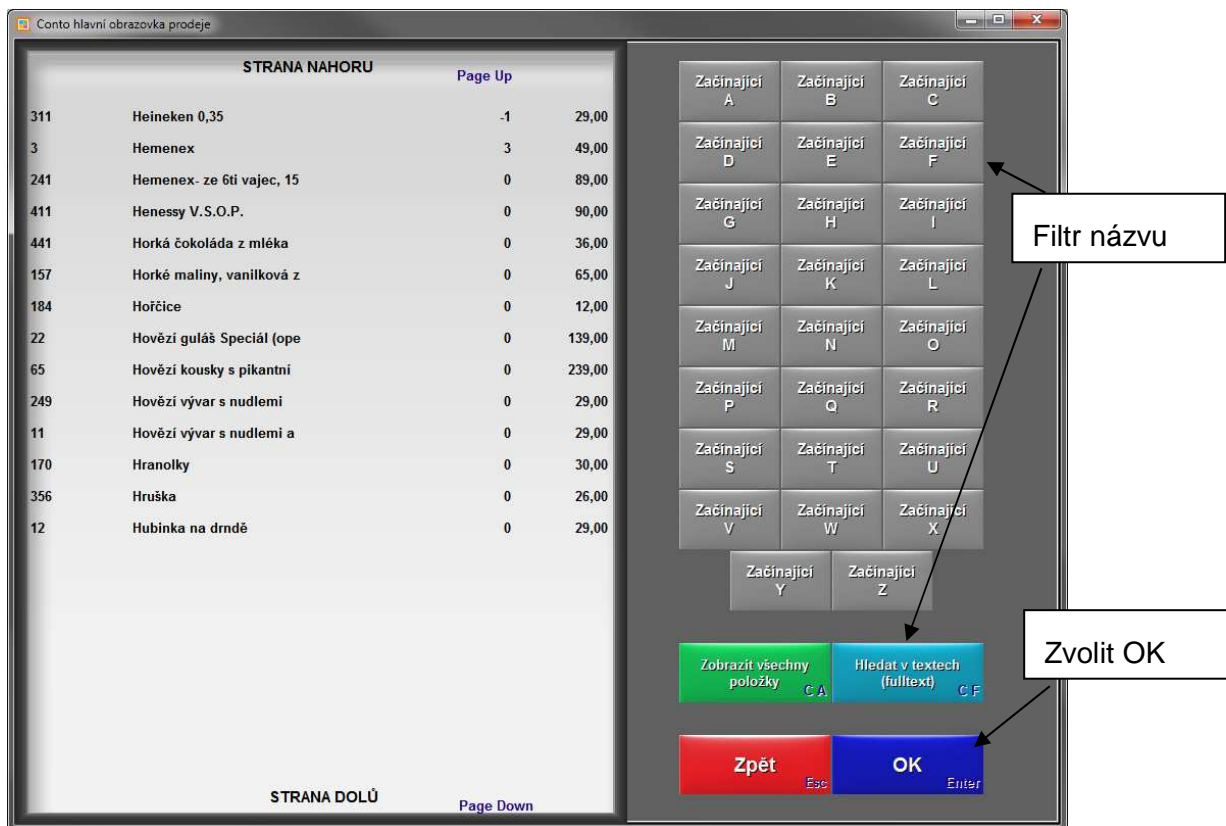 Conto hlavní obrazovka prodeje
STRANA NAHORU Page Up
311 Heineken 0,35 -1 29,00
3 Hemenex 3 49,00
241 Hemenex- ze 6ti vajec, 15 0 89,00
411 Henessy V.S.O.P. 0 90,00
441 Horká čokoláda z mléka 0 36,00
157 Horké maliny, vanilková z 0 65,00
184 Hořčice 0 12,00
22 Hovězí guláš Speciál (ope 0 139,00
65 Hovězí kousky s pikantní 0 239,00
249 Hovězí vývar s nudlemi 0 29,00
11 Hovězí vývar s nudlemi a 0 29,00
170 Hranolky 0 30,00
356 Hruška 0 26,00
12 Hubinka na drndě 0 29,00
STRANA DOLŮ Page Down
Začínající Začínající Začínající
A B C
Začínající Začínající Začínající
D E F
Začínající Začínající Začínající
G H I
Začínající Začínající Začínající
J K L
Začínající Začínající Začínající
M N O
Začínající Začínající Začínající
P Q R
Začínající Začínající Začínající
S T U
Začínající Začínající Začínající
V W X
Začínající Začínající
Y Z
Zobrazit všechny
položky C A
Hledat v textech
(fulltext) C F
Zpět Esc
OK Enter
Filtr názvu
Zvolit OK